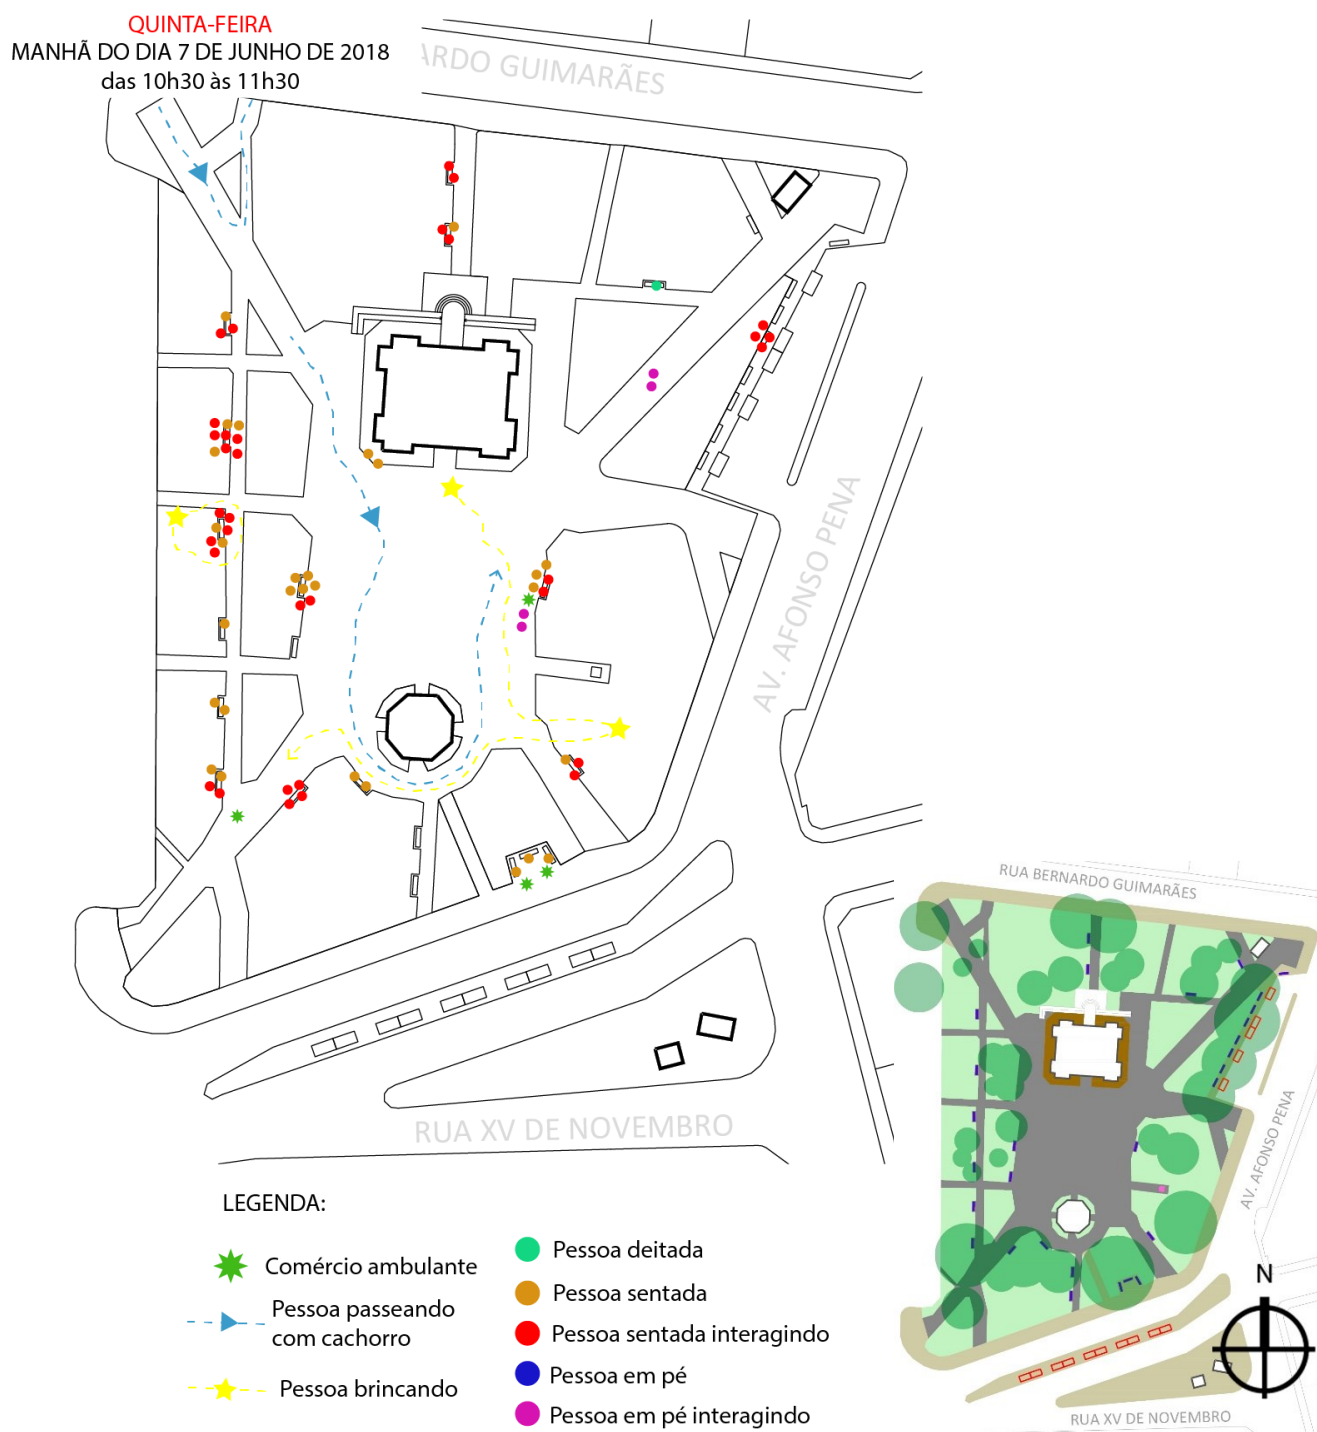 QUINTA-FEIRA
MANHÃ DO DIA 7 DE JUNHO DE 2018
das 10h30 às 11h30
ARDO GUIMARÃES
AV. AFONSO PENA
RUA XV DE NOVEMBRO
LEGENDA:
Comércio ambulante
Pessoa passeando
com cachorro
Pessoa brincando
Pessoa deitada
Pessoa sentada
Pessoa sentada interagindo
Pessoa em pé
Pessoa em pé interagindo
RUA BERNARDO GUIMARÃES
AV. AFONSO PENA
N
RUA XV DE NOVEMBRO